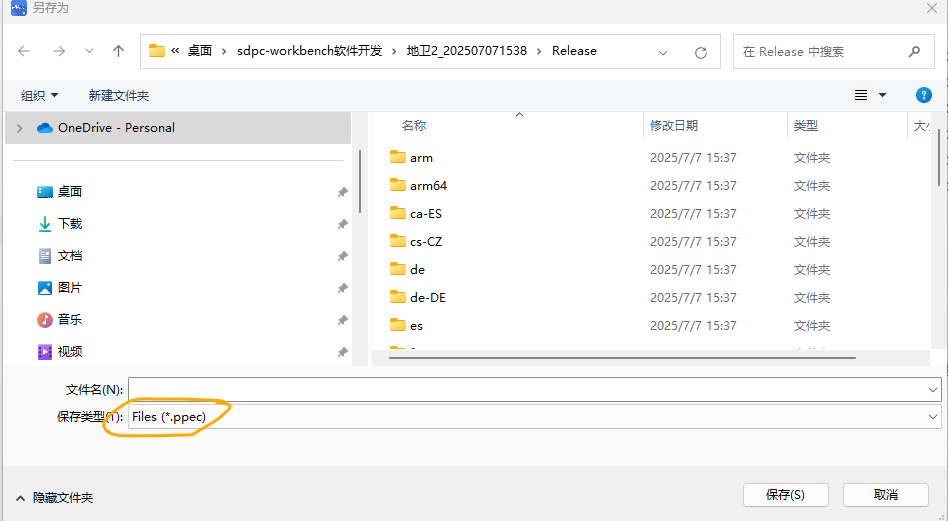 另存为
« 桌面 › sdpc-workbench软件开发 › 地卫2_202507071538 › Release
在 Release 中搜索
组织 新建文件夹
?
OneDrive - Personal
桌面
下载
文档
图片
音乐
视频
名称 修改日期 类型
arm 2025/7/7 15:37 文件夹
arm64 2025/7/7 15:37 文件夹
ca-ES 2025/7/7 15:37 文件夹
cs-CZ 2025/7/7 15:37 文件夹
de 2025/7/7 15:37 文件夹
de-DE 2025/7/7 15:37 文件夹
es 2025/7/7 15:37 文件夹
文件名(N):
保存类型(T): Files (*.ppec)
隐藏文件夹
保存(S) 取消